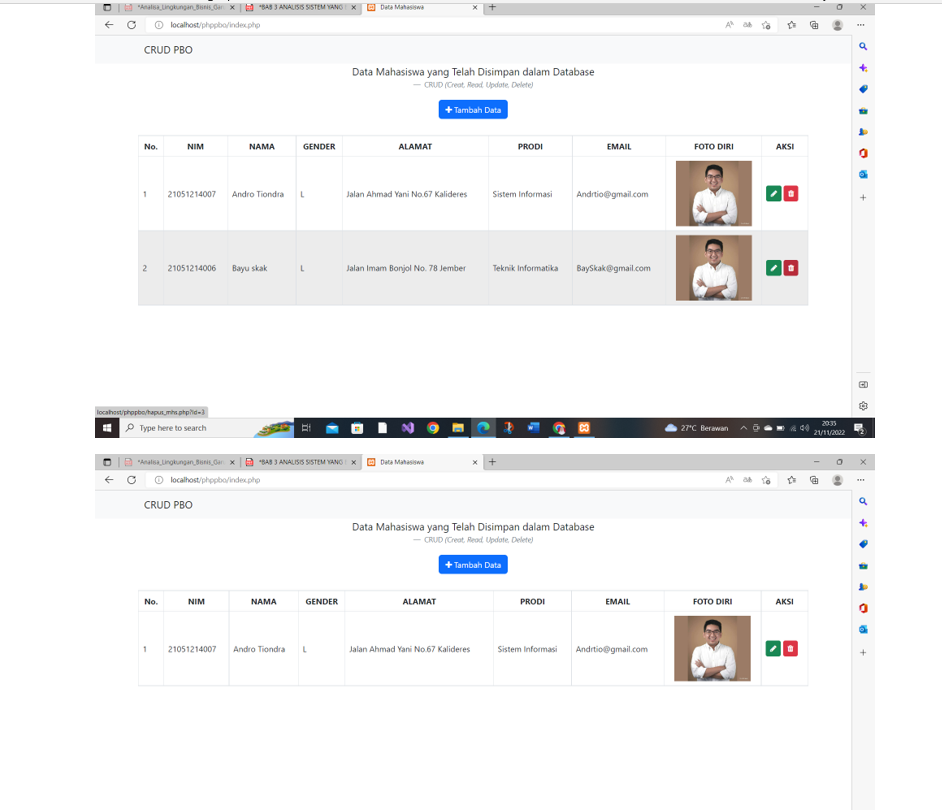 *Analisa_Lingkungan_Bisnis_Gar
*BAB 3 ANALISIS SISTEM YANG
Data Mahasiswa
localhost/phppbo/index.php
CRUD PBO
Data Mahasiswa yang Telah Disimpan dalam Database
— CRUD (Creat, Read, Update, Delete)
Tambah Data
No. NIM NAMA GENDER ALAMAT PRODI EMAIL FOTO DIRI AKSI
1 21051214007 Andro Tiondra L Jalan Ahmad Yani No.67 Kalideres Sistem Informasi Andrtio@gmail.com
2 21051214006 Bayu skak L Jalan Imam Bonjol No. 78 Jember Teknik Informatika BaySkak@gmail.com
localhost/phppbo/hapus_mhs.php?id=3
Type here to search
27°C Berawan
20:35
21/11/2022
*Analisa_Lingkungan_Bisnis_Gar
*BAB 3 ANALISIS SISTEM YANG
Data Mahasiswa
localhost/phppbo/index.php
CRUD PBO
Data Mahasiswa yang Telah Disimpan dalam Database
— CRUD (Creat, Read, Update, Delete)
Tambah Data
No. NIM NAMA GENDER ALAMAT PRODI EMAIL FOTO DIRI AKSI
1 21051214007 Andro Tiondra L Jalan Ahmad Yani No.67 Kalideres Sistem Informasi Andrtio@gmail.com